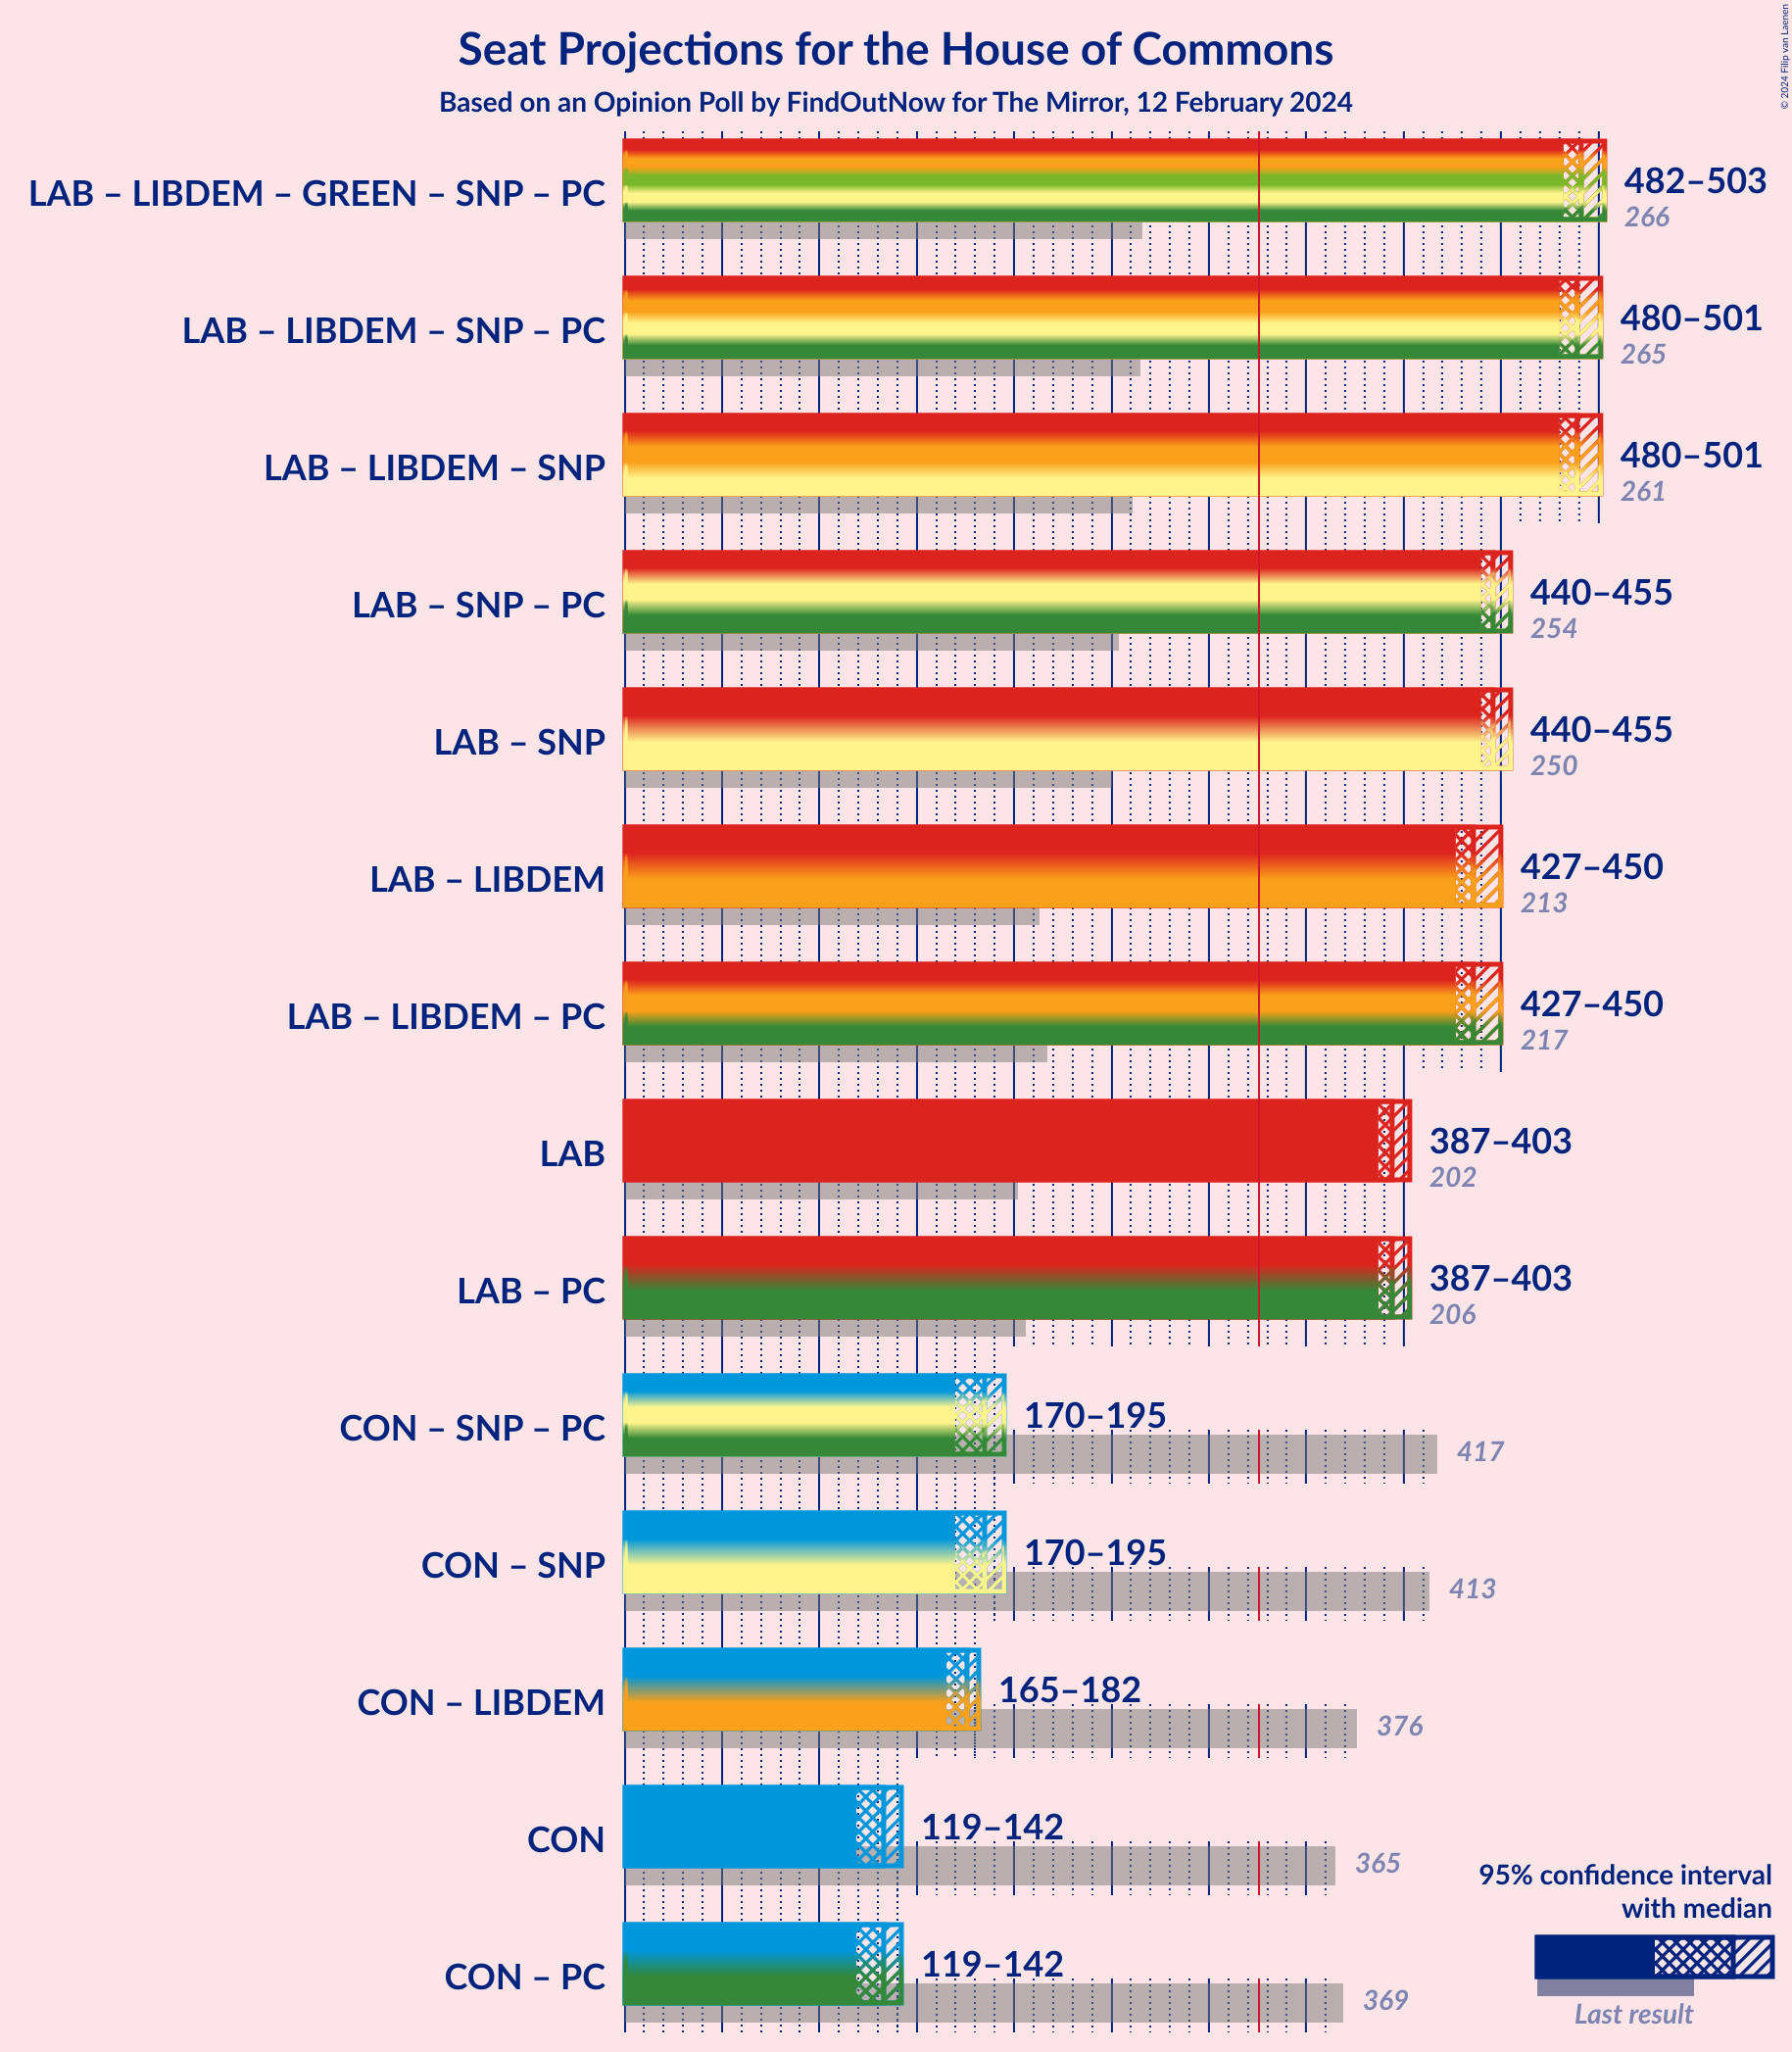 Seat Projections for the House of Commons
Based on an Opinion Poll by FindOutNow for The Mirror, 12 February 2024
© 2024 Filip van Laenen
LAB – LIBDEM – GREEN – SNP – PC
482–503
266
LAB – LIBDEM – SNP – PC
480–501
265
LAB – LIBDEM – SNP
480–501
261
LAB – SNP – PC
440–455
254
LAB – SNP
440–455
250
LAB – LIBDEM
427–450
213
LAB – LIBDEM – PC
427–450
217
LAB
387–403
202
LAB – PC
387–403
206
CON – SNP – PC
170–195
417
CON – SNP
170–195
413
CON – LIBDEM
165–182
376
CON
119–142
365
CON – PC
119–142
369
95% confidence interval
with median
Last result